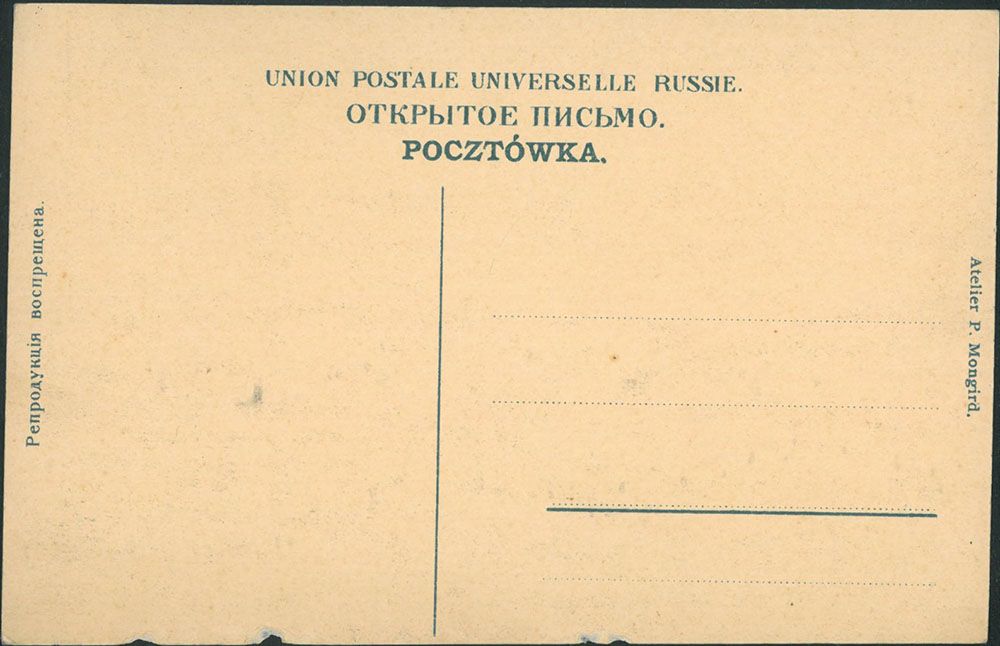 UNION POSTALE UNIVERSELLE RUSSIE.
ОТКРЫТОЕ ПИСЬМО.
POCZTÓWKA.
Репродукція воспрещена.
Atelier P. Mongird.